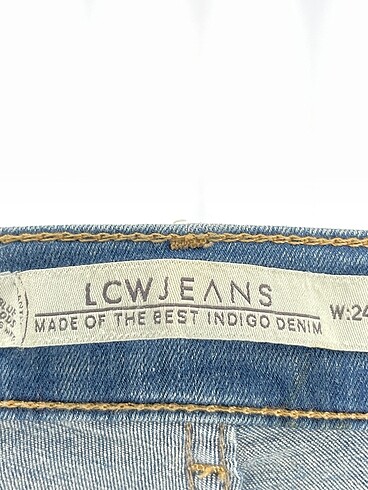 LCWJEANS
MADE OF THE BEST INDIGO DENIM
W:24